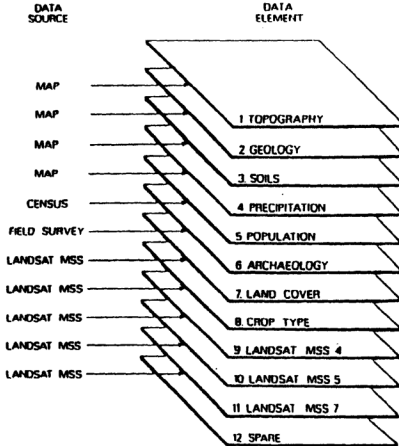 DATA SOURCE
DATA ELEMENT
MAP
MAP
MAP
MAP
CENSUS
FIELD SURVEY
LANDSAT MSS
LANDSAT MSS
LANDSAT MSS
LANDSAT MSS
LANDSAT MSS
1 TOPOGRAPHY
2 GEOLOGY
3 SOILS
4 PRECIPITATION
5 POPULATION
6 ARCHAEOLOGY
7. LAND COVER
8. CROP TYPE
9 LANDSAT MSS 4
10 LANDSAT MSS 5
11 LANDSAT MSS 7
12 SPARE